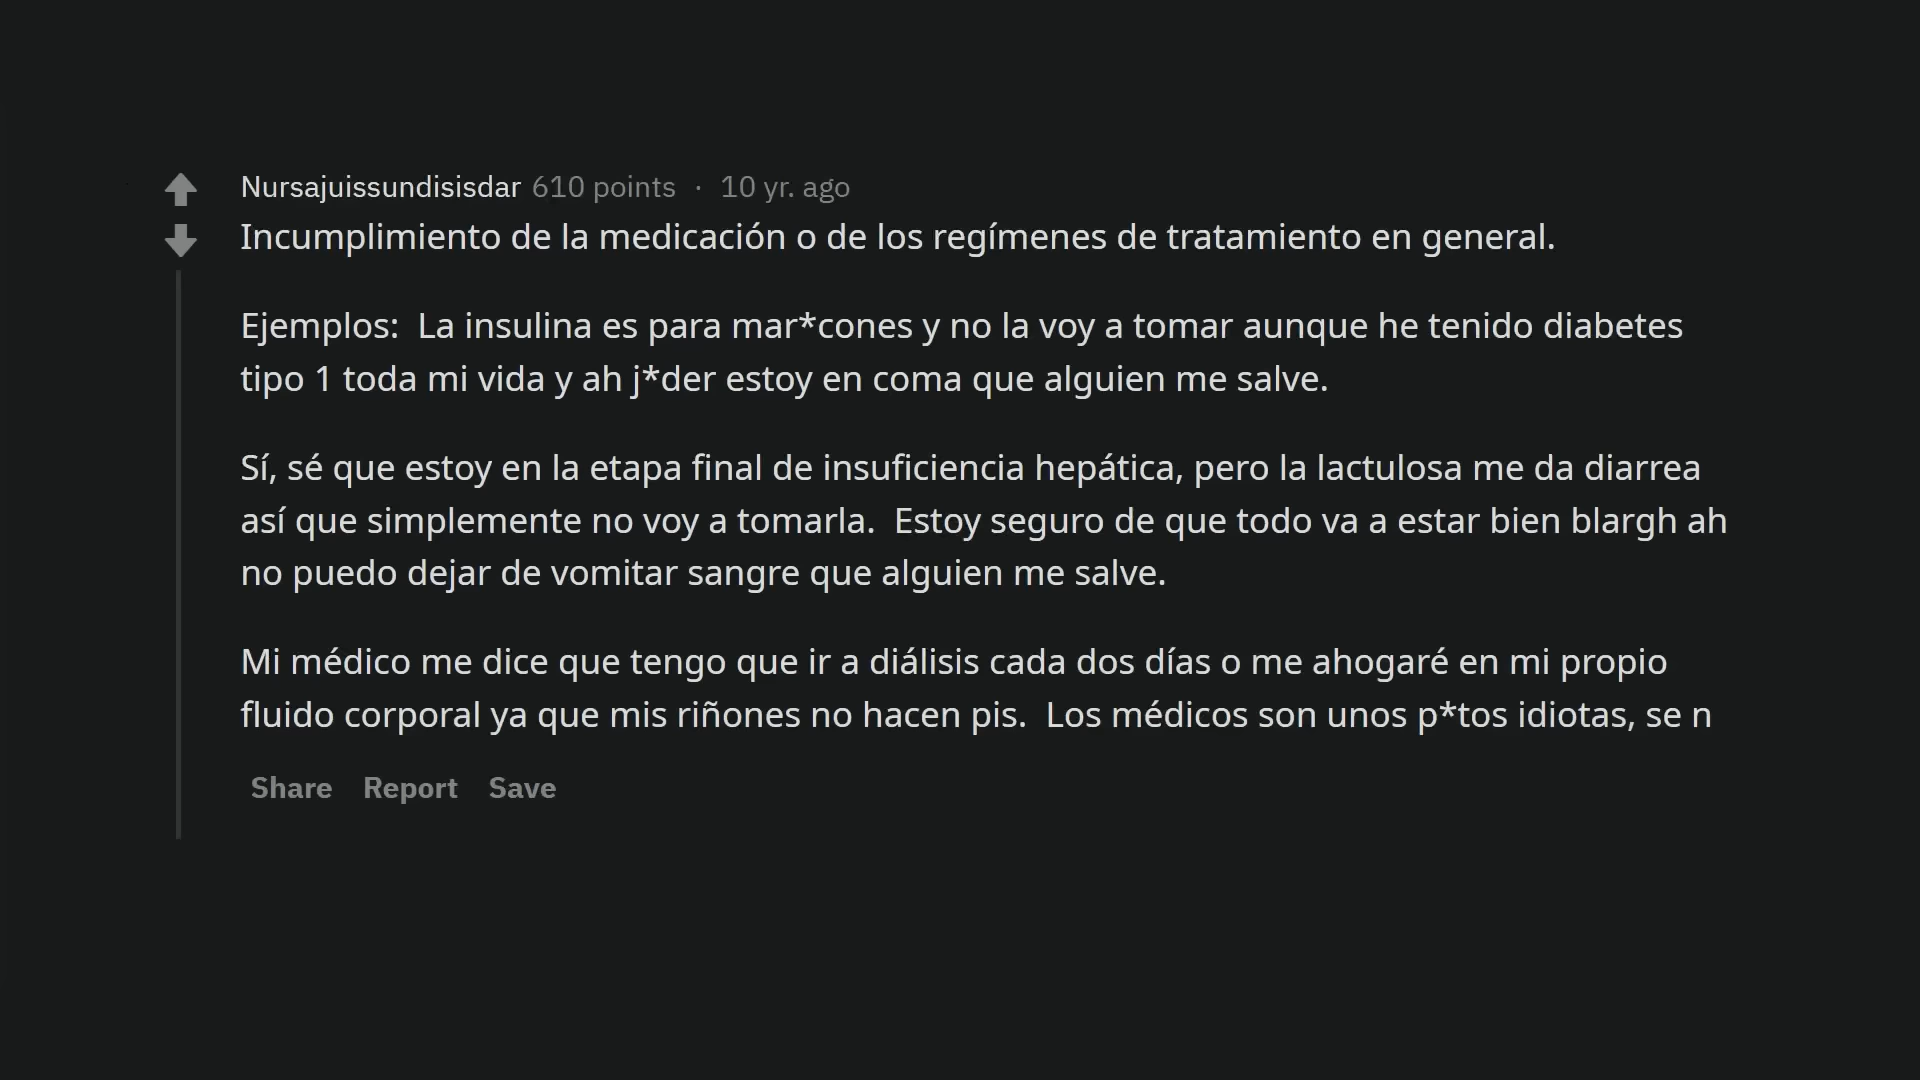 Nursajuissundisisdar 610 points · 10 yr. ago
Incumplimiento de la medicación o de los regímenes de tratamiento en general.
Ejemplos:  La insulina es para mar*cones y no la voy a tomar aunque he tenido diabetes
tipo 1 toda mi vida y ah j*der estoy en coma que alguien me salve.
Sí, sé que estoy en la etapa final de insuficiencia hepática, pero la lactulosa me da diarrea
así que simplemente no voy a tomarla.  Estoy seguro de que todo va a estar bien blargh ah
no puedo dejar de vomitar sangre que alguien me salve.
Mi médico me dice que tengo que ir a diálisis cada dos días o me ahogaré en mi propio
fluido corporal ya que mis riñones no hacen pis.  Los médicos son unos p*tos idiotas, se n
Share Report Save